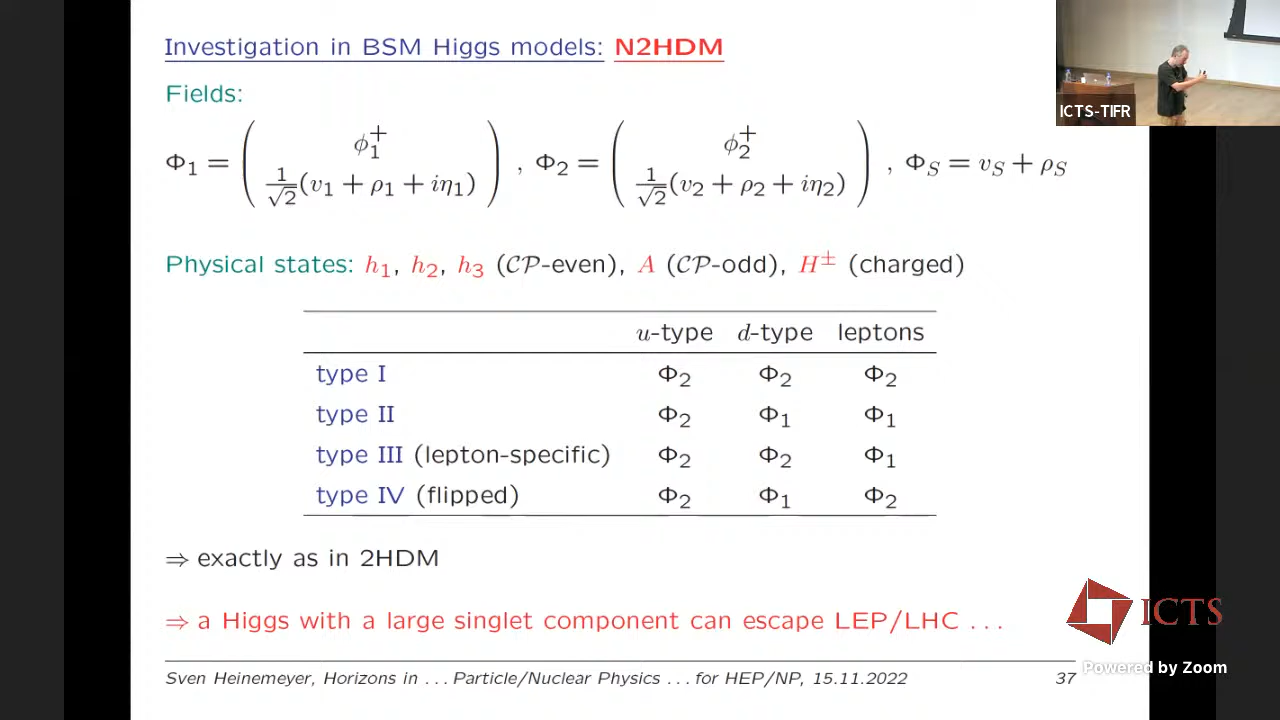 Investigation in BSM Higgs models: N2HDM
Fields:
Φ₁ = ( ϕ₁⁺ ; 1/√2 (v₁ + ρ₁ + iη₁) ) , Φ₂ = ( ϕ₂⁺ ; 1/√2 (v₂ + ρ₂ + iη₂) ) , Φ_S = v_S + ρ_S
Physical states: h₁, h₂, h₃ (𝒞𝒫-even), A (𝒞𝒫-odd), H± (charged)
u-type d-type leptons
type I Φ₂ Φ₂ Φ₂
type II Φ₂ Φ₁ Φ₁
type III (lepton-specific) Φ₂ Φ₂ Φ₁
type IV (flipped) Φ₂ Φ₁ Φ₂
⇒ exactly as in 2HDM
⇒ a Higgs with a large singlet component can escape LEP/LHC ...
Sven Heinemeyer, Horizons in ... Particle/Nuclear Physics ... for HEP/NP, 15.11.2022 37
ICTS-TIFR
ICTS
Powered by Zoom